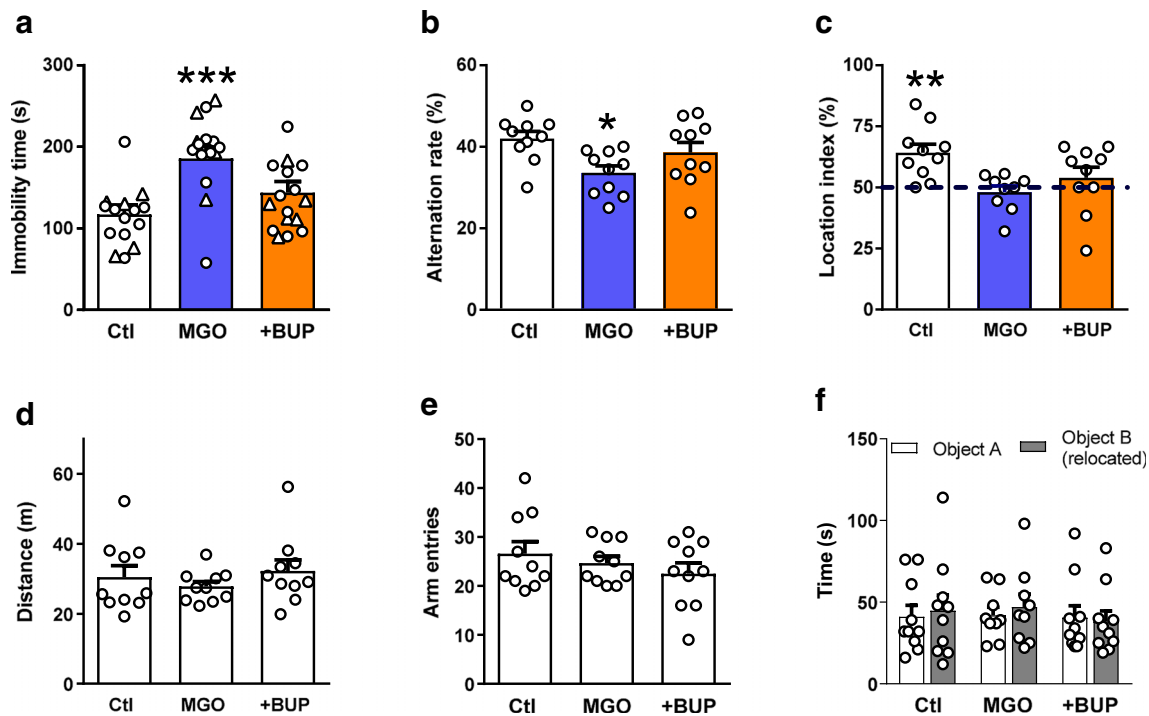 a
Immobility time (s)
300
200
100
0
***
Ctl MGO +BUP
b
Alternation rate (%)
60
40
20
0
*
Ctl MGO +BUP
c
Location index (%)
100
75
50
25
0
**
Ctl MGO +BUP
d
Distance (m)
60
40
20
0
Ctl MGO +BUP
e
Arm entries
50
40
30
20
10
0
Ctl MGO +BUP
f
Time (s)
150
100
50
0
Object A
Object B
(relocated)
Ctl MGO +BUP